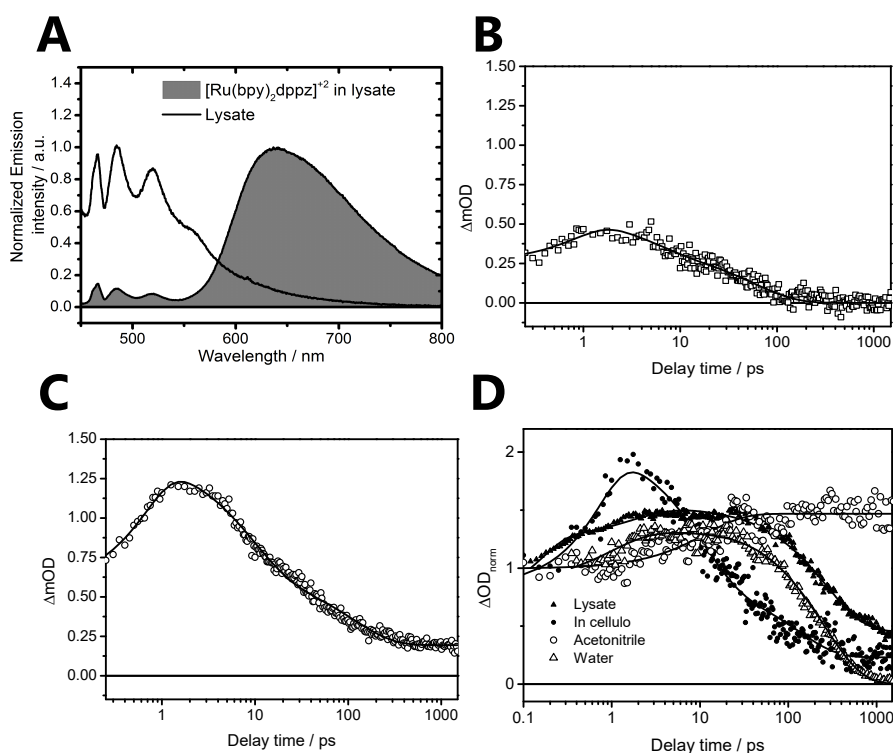 A
1.4
1.2
1.0
0.8
0.6
0.4
0.2
0.0
Normalized Emission
intensity / a.u.
[Ru(bpy)2dppz]+2 in lysate
Lysate
500
600
700
800
Wavelength / nm
B
1.50
1.25
1.00
0.75
0.50
0.25
0.00
ΔmOD
1
10
100
1000
Delay time / ps
C
1.50
1.25
1.00
0.75
0.50
0.25
0.00
ΔmOD
1
10
100
1000
Delay time / ps
D
2
1
0
ΔODnorm
Lysate
In cellulo
Acetonitrile
Water
0.1
1
10
100
1000
Delay time / ps